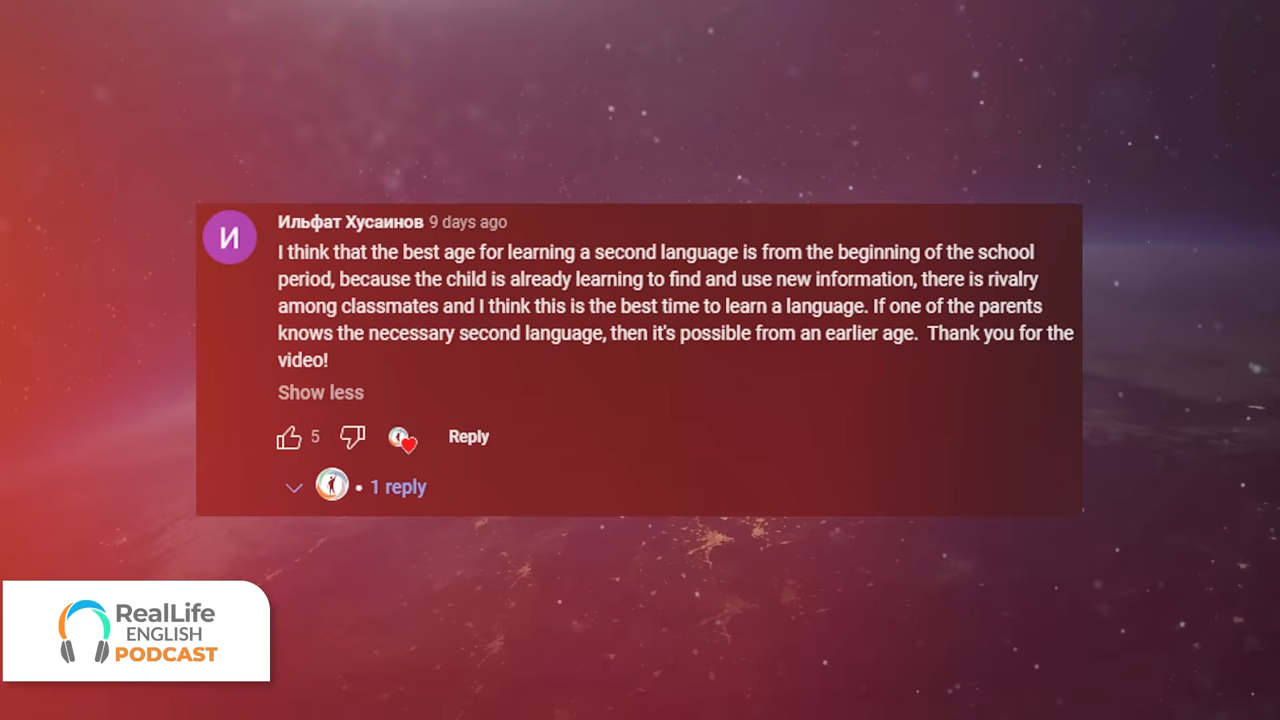 И
Ильфат Хусаинов 9 days ago
I think that the best age for learning a second language is from the beginning of the school
period, because the child is already learning to find and use new information, there is rivalry
among classmates and I think this is the best time to learn a language. If one of the parents
knows the necessary second language, then it's possible from an earlier age.  Thank you for the
video!
Show less
5
Reply
• 1 reply
RealLife
ENGLISH
PODCAST